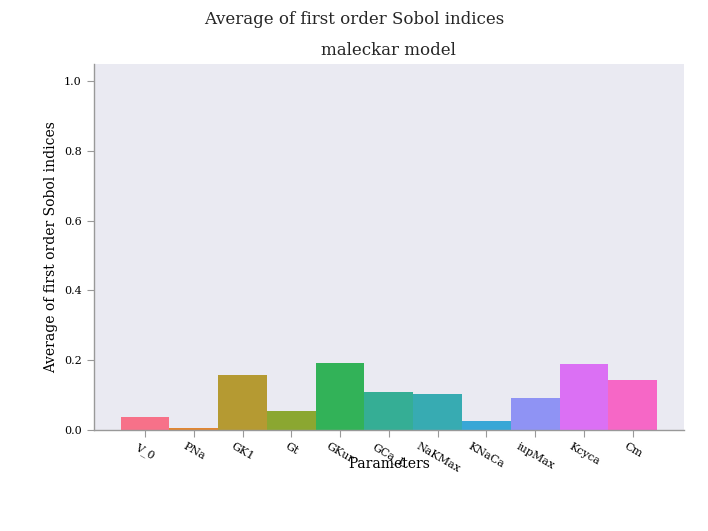 Average of first order Sobol indices
maleckar model
Average of first order Sobol indices
1.0
0.8
0.6
0.4
0.2
0.0
V_0
PNa
GK1
Gt
GKur
NaKMax
KNaCa
iupMax
Kcyca
Cm
Parameters